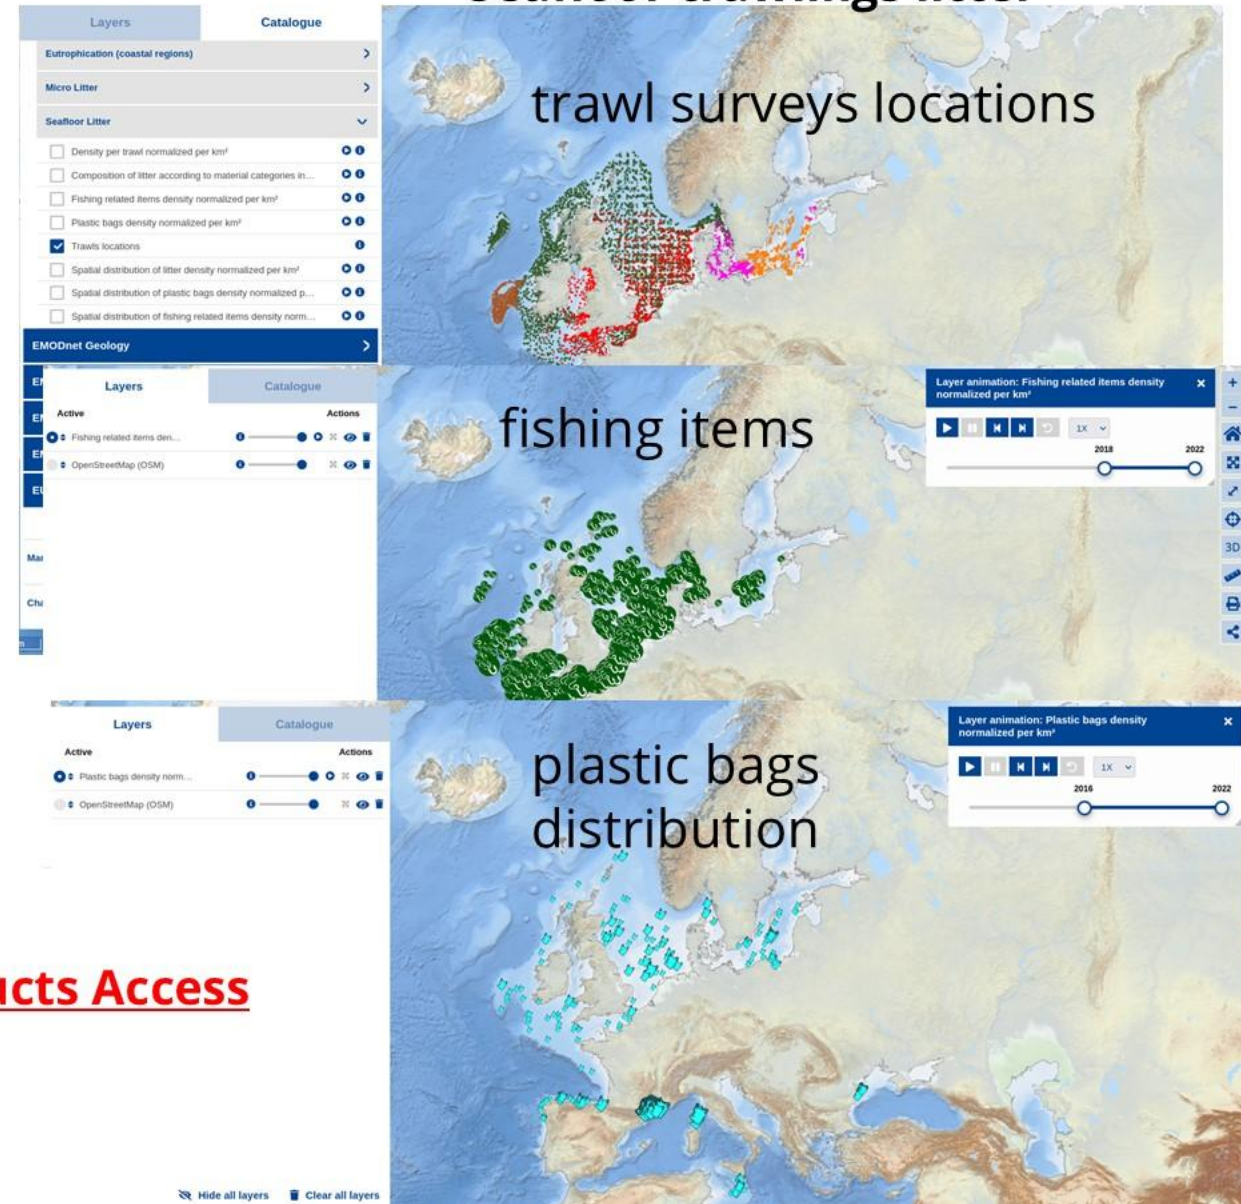 Layers Catalogue
Eutrophication (coastal regions)
Micro Litter
Seafloor Litter
Density per trawl normalized per km²
Composition of litter according to material categories in...
Fishing related items density normalized per km²
Plastic bags density normalized per km²
Trawls locations
Spatial distribution of litter density normalized per km²
Spatial distribution of plastic bags density normalized p...
Spatial distribution of fishing related items density norm...
EMODnet Geology
trawl surveys locations
Layers Catalogue
Active Actions
Fishing related items den...
OpenStreetMap (OSM)
fishing items
Layer animation: Fishing related items density
normalized per km²
1X
2018 2022
3D
Layers Catalogue
Active Actions
Plastic bags density norm...
OpenStreetMap (OSM)
plastic bags
distribution
Layer animation: Plastic bags density
normalized per km²
1X
2016 2022
ucts Access
Hide all layers Clear all layers